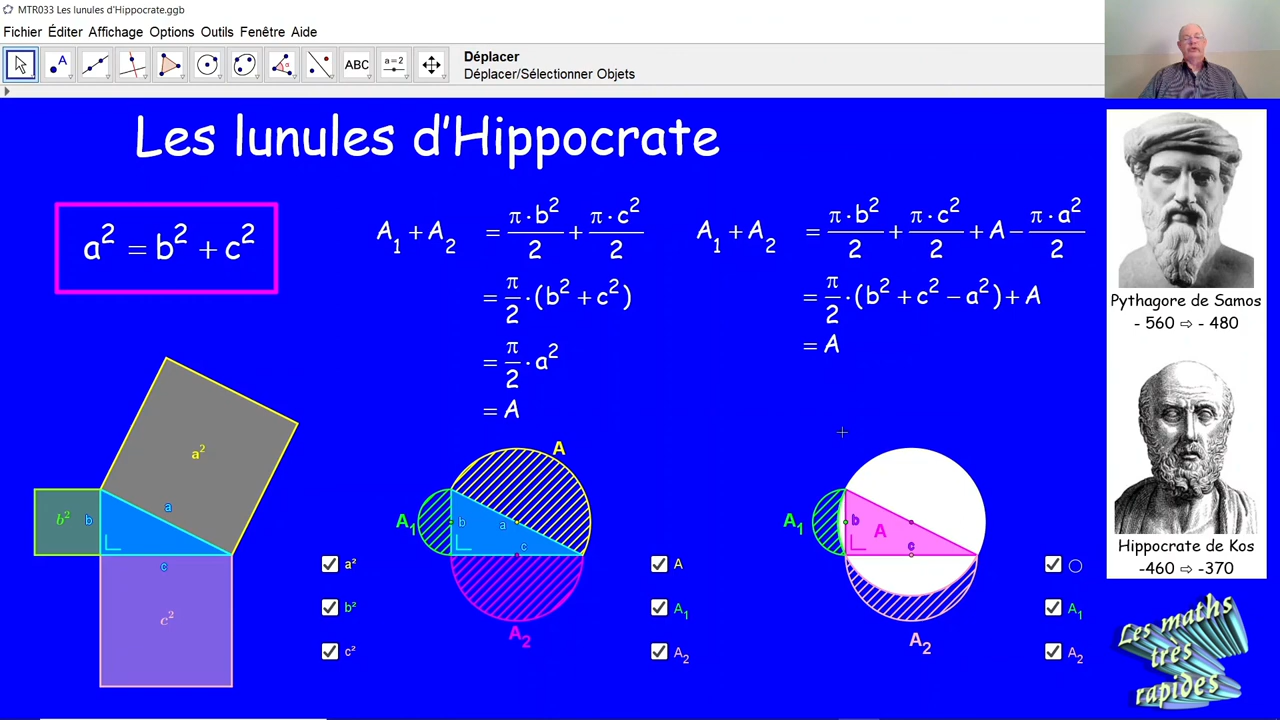 MTR033 Les lunules d'Hippocrate.ggb
Fichier Éditer Affichage Options Outils Fenêtre Aide
A
ABC
a=2
Déplacer
Déplacer/Sélectionner Objets
Les lunules d'Hippocrate
a² = b² + c²
A₁ + A₂ = π·b²/2 + π·c²/2
= π/2 · (b² + c²)
= π/2 · a²
= A
A₁ + A₂ = π·b²/2 + π·c²/2 + A − π·a²/2
= π/2 · (b² + c² − a²) + A
= A
Pythagore de Samos
- 560 ⇨ - 480
Hippocrate de Kos
-460 ⇨ -370
a²
b²
b
a
c
c²
a²
b²
c²
A
A₁
b
a
c
A₂
A
A₁
A₂
A₁
b
A
c
A₂
A₁
A₂
Les maths
très
rapides